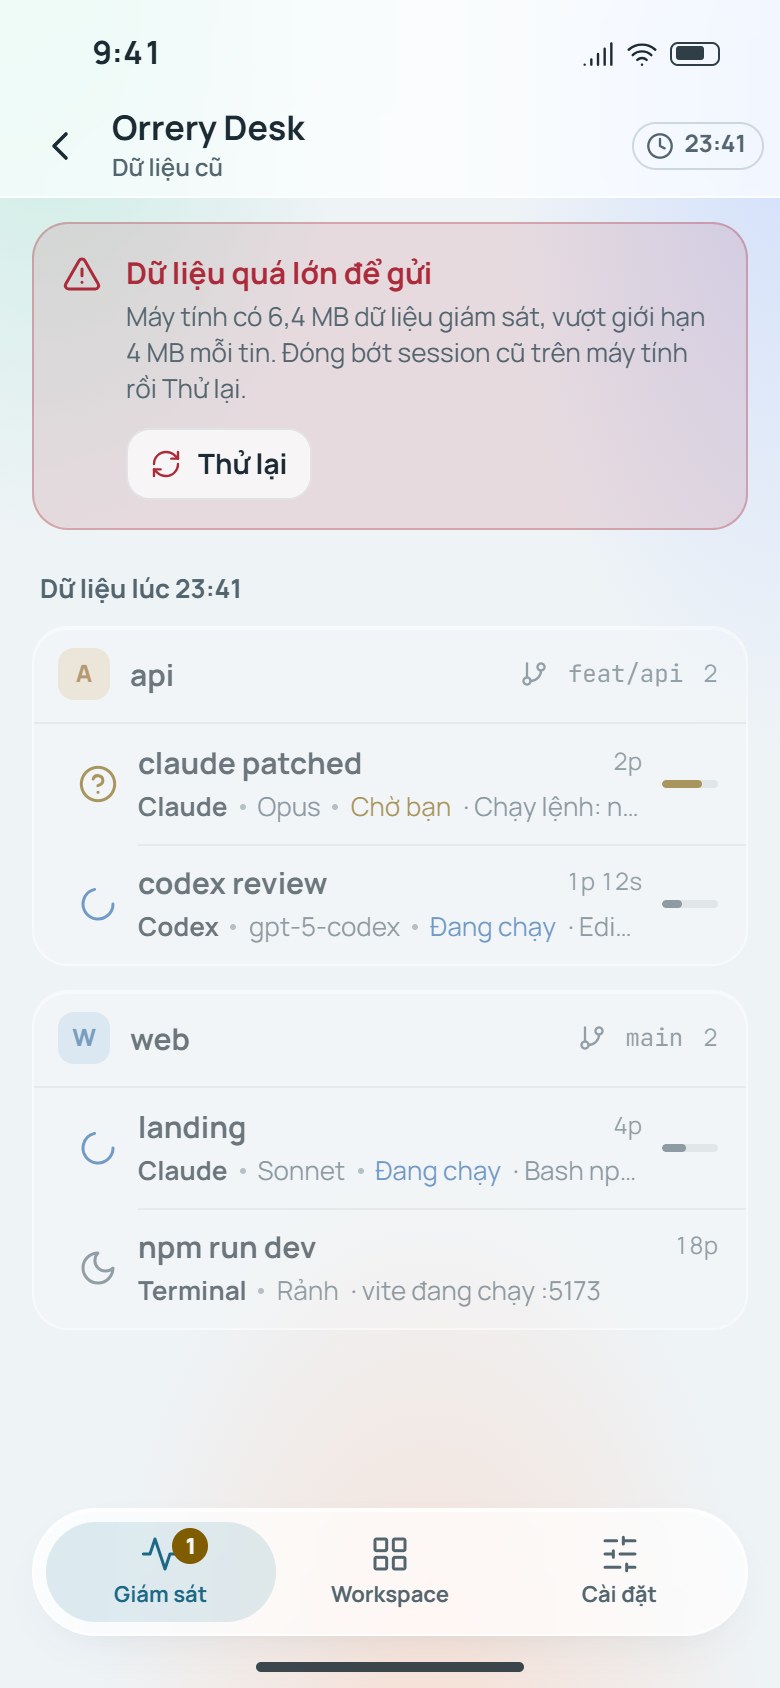 9:41
Orrery Desk
Dữ liệu cũ
23:41
Dữ liệu quá lớn để gửi
Máy tính có 6,4 MB dữ liệu giám sát, vượt giới hạn
4 MB mỗi tin. Đóng bớt session cũ trên máy tính
rồi Thử lại.
Thử lại
Dữ liệu lúc 23:41
A api feat/api 2
claude patched 2p
Claude • Opus • Chờ bạn · Chạy lệnh: n…
codex review 1p 12s
Codex • gpt-5-codex • Đang chạy · Edi…
W web main 2
landing 4p
Claude • Sonnet • Đang chạy · Bash np…
npm run dev 18p
Terminal • Rảnh · vite đang chạy :5173
1
Giám sát Workspace Cài đặt